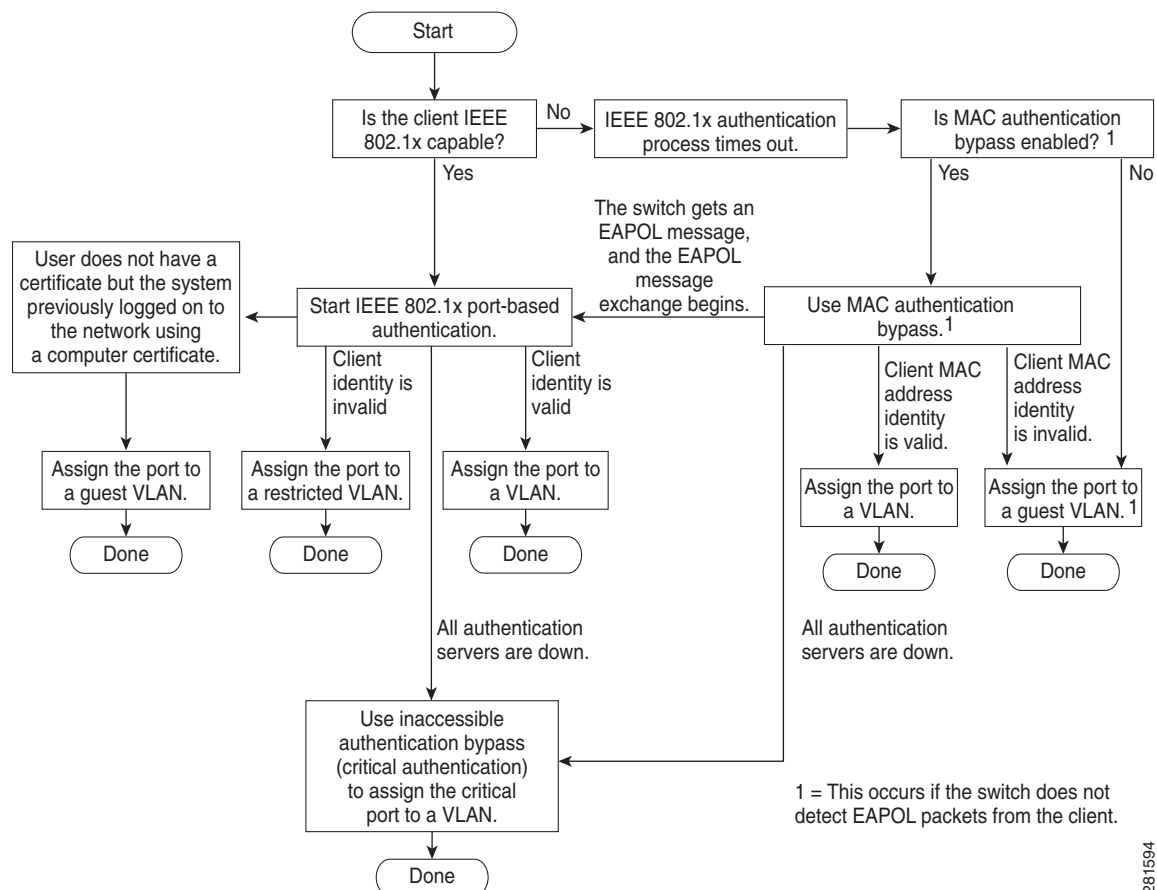 Start
Is the client IEEE
802.1x capable?
No
IEEE 802.1x authentication
process times out.
Is MAC authentication
bypass enabled? 1
Yes
Yes
No
The switch gets an
EAPOL message,
and the EAPOL
message
exchange begins.
User does not have a
certificate but the system
previously logged on to
the network using
a computer certificate.
Start IEEE 802.1x port-based
authentication.
Use MAC authentication
bypass.1
Client
identity is
invalid
Client
identity is
valid
Client MAC
address
identity
is valid.
Client MAC
address
identity
is invalid.
Assign the port to
a guest VLAN.
Assign the port to
a restricted VLAN.
Assign the port to
a VLAN.
Assign the port to
a VLAN.
Assign the port to
a guest VLAN.1
Done
Done
Done
Done
Done
All authentication
servers are down.
All authentication
servers are down.
Use inaccessible
authentication bypass
(critical authentication)
to assign the critical
port to a VLAN.
Done
1 = This occurs if the switch does not
detect EAPOL packets from the client.
281594